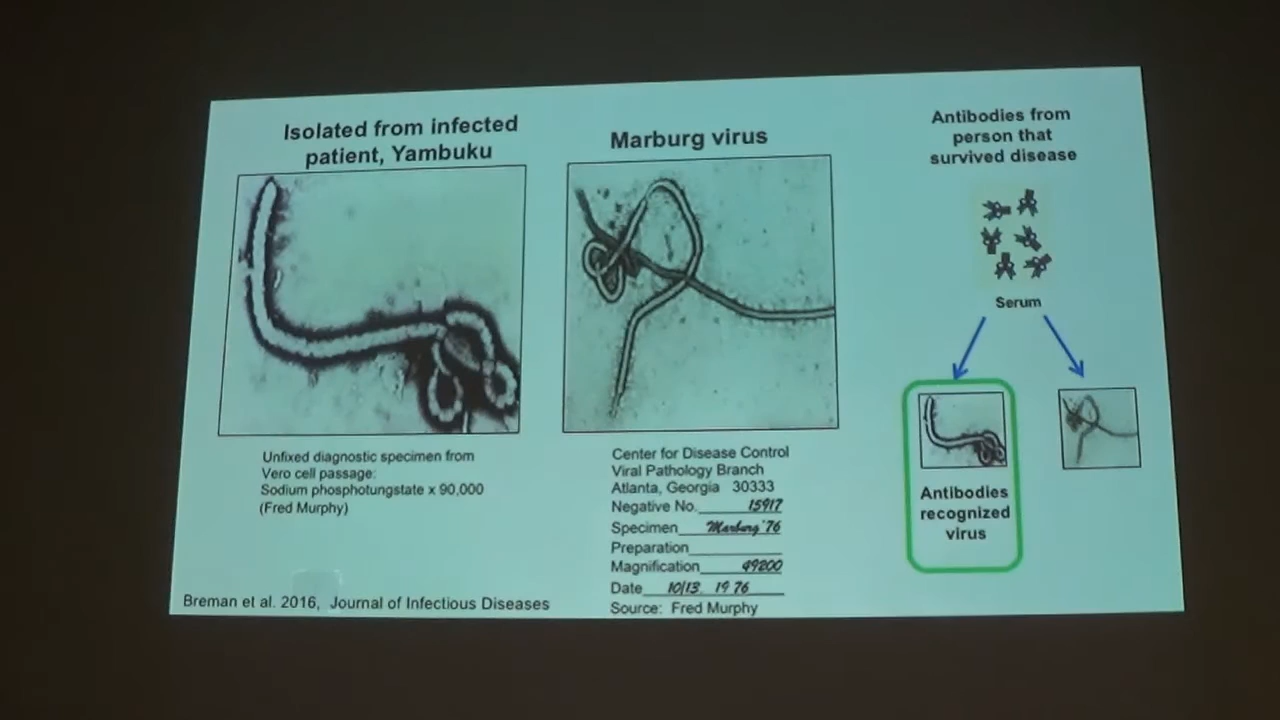 Isolated from infected
patient, Yambuku
Unfixed diagnostic specimen from
Vero cell passage:
Sodium phosphotungstate x 90,000
(Fred Murphy)
Breman et al. 2016, Journal of Infectious Diseases
Marburg virus
Center for Disease Control
Viral Pathology Branch
Atlanta, Georgia 30333
Negative No. 15917
Specimen Marburg '76
Preparation
Magnification 49200
Date 10/13 19 76
Source: Fred Murphy
Antibodies from
person that
survived disease
Serum
Antibodies
recognized
virus